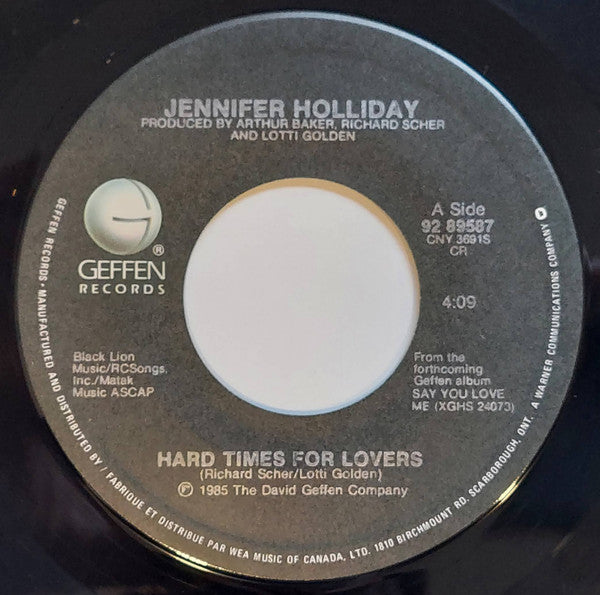 JENNIFER HOLLIDAY
PRODUCED BY ARTHUR BAKER, RICHARD SCHER
AND LOTTI GOLDEN
G
®
GEFFEN
RECORDS
A Side
92 89587
CNY 3691S
CR
4:09
Black Lion
Music/RCSongs,
Inc./Matak
Music ASCAP
From the
forthcoming
Geffen album
SAY YOU LOVE
ME (XGHS 24073)
HARD TIMES FOR LOVERS
(Richard Scher/Lotti Golden)
Ⓟ 1985 The David Geffen Company
GEFFEN RECORDS • MANUFACTURED AND DISTRIBUTED BY / FABRIQUE ET DISTRIBUE PAR WEA MUSIC OF CANADA, LTD. 1810 BIRCHMOUNT RD. SCARBOROUGH, ONT. A WARNER COMMUNICATIONS COMPANY